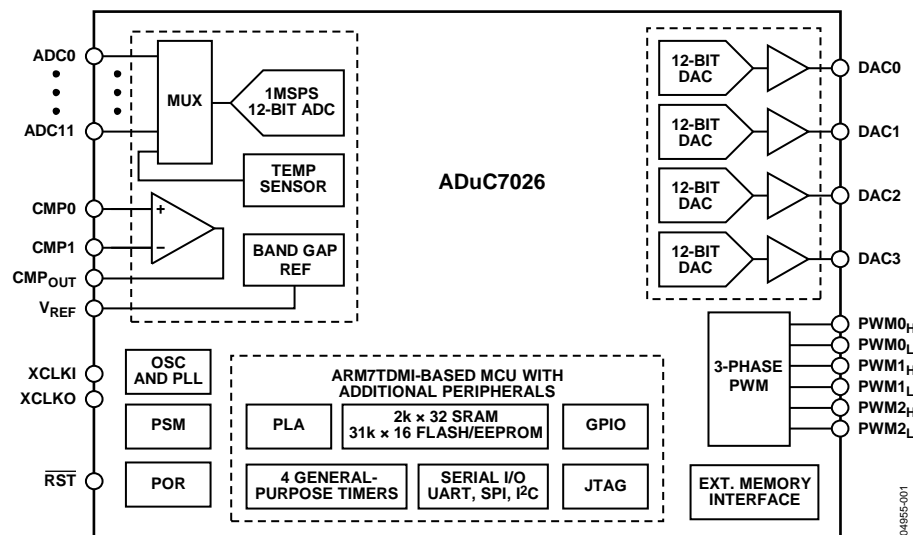 ADC0
ADC11
MUX
1MSPS
12-BIT ADC
TEMP
SENSOR
CMP0
CMP1
CMPOUT
VREF
+
−
BAND GAP
REF
ADuC7026
12-BIT
DAC
DAC0
12-BIT
DAC
DAC1
12-BIT
DAC
DAC2
12-BIT
DAC
DAC3
XCLKI
XCLKO
RST
OSC
AND PLL
PSM
POR
ARM7TDMI-BASED MCU WITH
ADDITIONAL PERIPHERALS
PLA
2k × 32 SRAM
31k × 16 FLASH/EEPROM
GPIO
4 GENERAL-
PURPOSE TIMERS
SERIAL I/O
UART, SPI, I2C
JTAG
3-PHASE
PWM
PWM0H
PWM0L
PWM1H
PWM1L
PWM2H
PWM2L
EXT. MEMORY
INTERFACE
04955-001